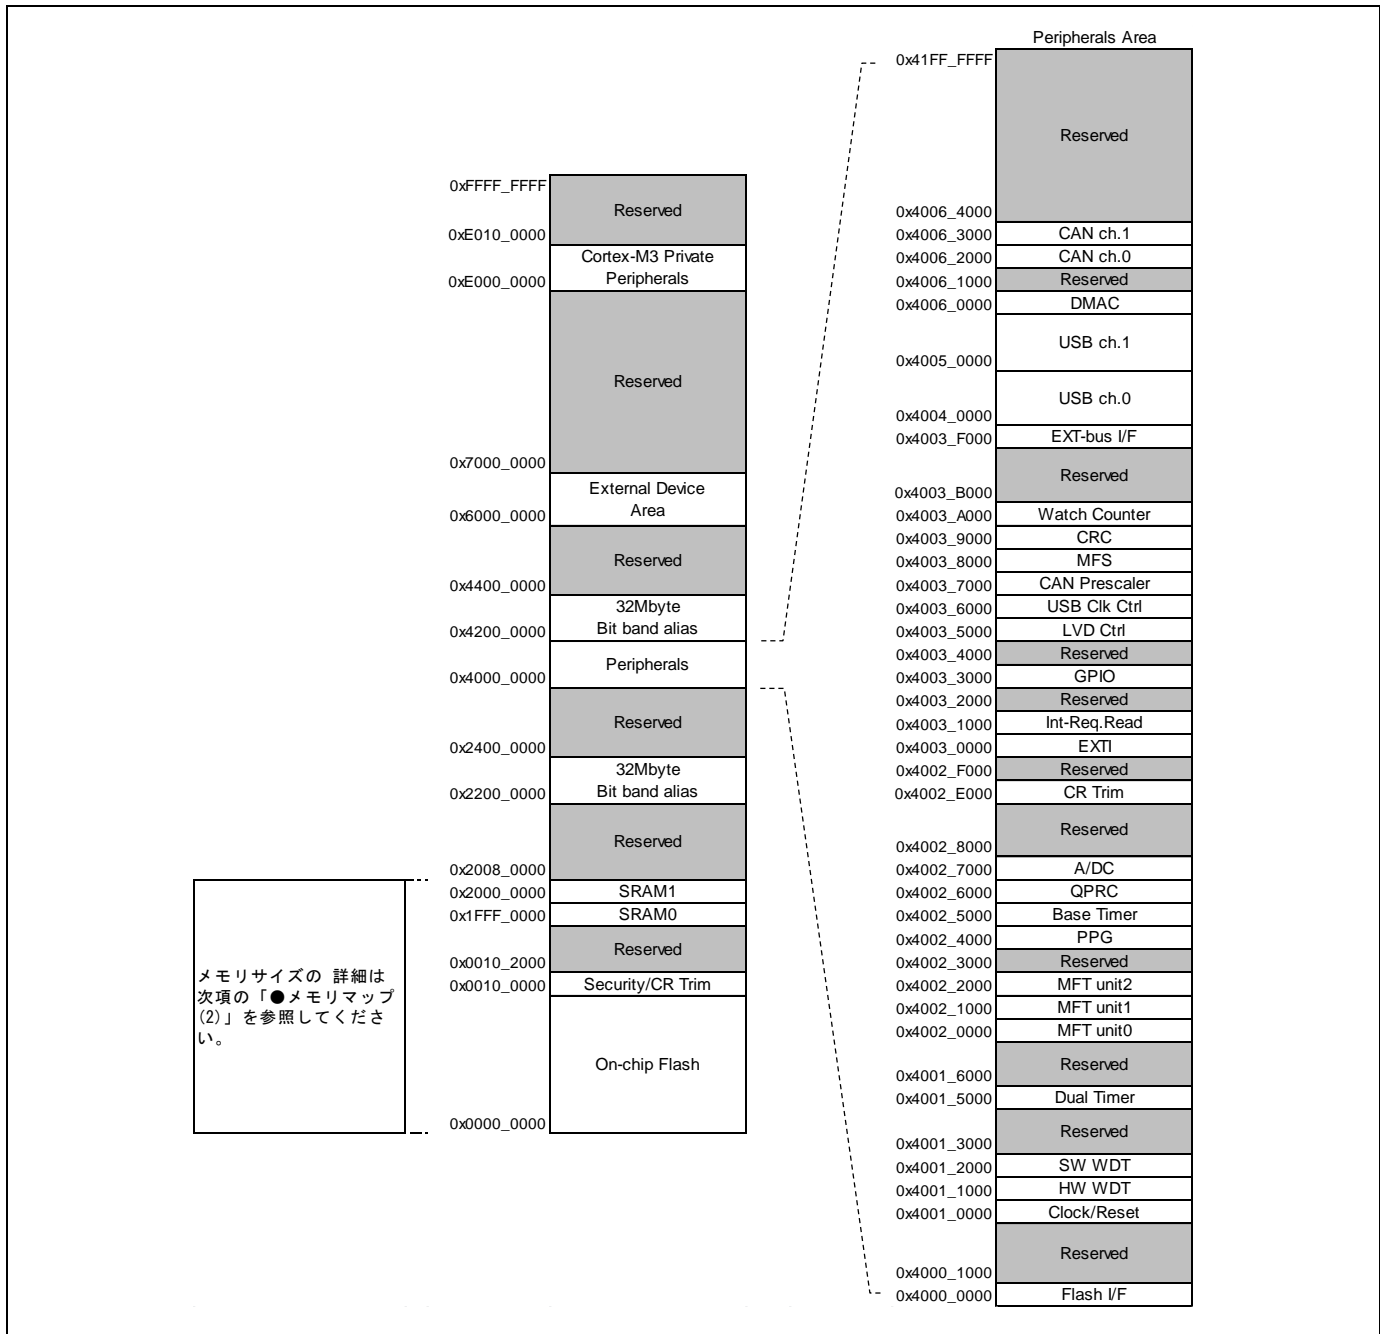 メモリサイズの 詳細は
次項の「●メモリマップ
(2)」を参照してくださ
い。
0xFFFF_FFFF
Reserved
0xE010_0000
Cortex-M3 Private
Peripherals
0xE000_0000
Reserved
0x7000_0000
External Device
Area
0x6000_0000
Reserved
0x4400_0000
32Mbyte
Bit band alias
0x4200_0000
Peripherals
0x4000_0000
Reserved
0x2400_0000
32Mbyte
Bit band alias
0x2200_0000
Reserved
0x2008_0000
SRAM1
0x2000_0000
SRAM0
0x1FFF_0000
Reserved
0x0010_2000
Security/CR Trim
0x0010_0000
On-chip Flash
0x0000_0000
Peripherals Area
0x41FF_FFFF
Reserved
0x4006_4000
CAN ch.1
0x4006_3000
CAN ch.0
0x4006_2000
Reserved
0x4006_1000
DMAC
0x4006_0000
USB ch.1
0x4005_0000
USB ch.0
0x4004_0000
EXT-bus I/F
0x4003_F000
Reserved
0x4003_B000
Watch Counter
0x4003_A000
CRC
0x4003_9000
MFS
0x4003_8000
CAN Prescaler
0x4003_7000
USB Clk Ctrl
0x4003_6000
LVD Ctrl
0x4003_5000
Reserved
0x4003_4000
GPIO
0x4003_3000
Reserved
0x4003_2000
Int-Req.Read
0x4003_1000
EXTI
0x4003_0000
Reserved
0x4002_F000
CR Trim
0x4002_E000
Reserved
0x4002_8000
A/DC
0x4002_7000
QPRC
0x4002_6000
Base Timer
0x4002_5000
PPG
0x4002_4000
Reserved
0x4002_3000
MFT unit2
0x4002_2000
MFT unit1
0x4002_1000
MFT unit0
0x4002_0000
Reserved
0x4001_6000
Dual Timer
0x4001_5000
Reserved
0x4001_3000
SW WDT
0x4001_2000
HW WDT
0x4001_1000
Clock/Reset
0x4001_0000
Reserved
0x4000_1000
Flash I/F
0x4000_0000